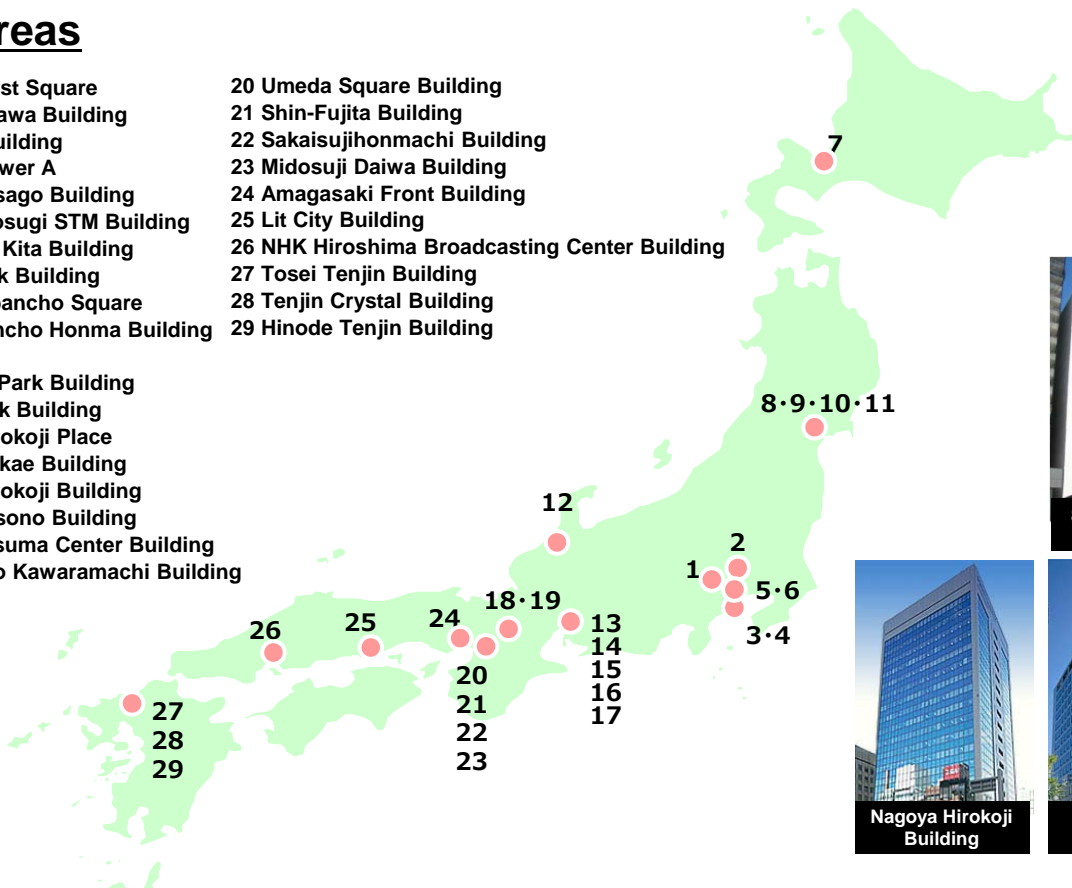 reas
st Square
awa Building
uilding
wer A
sago Building
osugi STM Building
Kita Building
k Building
bancho Square
ncho Honma Building
Park Building
k Building
okoji Place
kae Building
okoji Building
sono Building
suma Center Building
o Kawaramachi Building
20 Umeda Square Building
21 Shin-Fujita Building
22 Sakaisujihonmachi Building
23 Midosuji Daiwa Building
24 Amagasaki Front Building
25 Lit City Building
26 NHK Hiroshima Broadcasting Center Building
27 Tosei Tenjin Building
28 Tenjin Crystal Building
29 Hinode Tenjin Building
7
8・9・10・11
12
2
1
5・6
3・4
18・19
13
14
15
16
17
24
25
26
20
21
22
23
27
28
29
Nagoya Hirokoji
Building